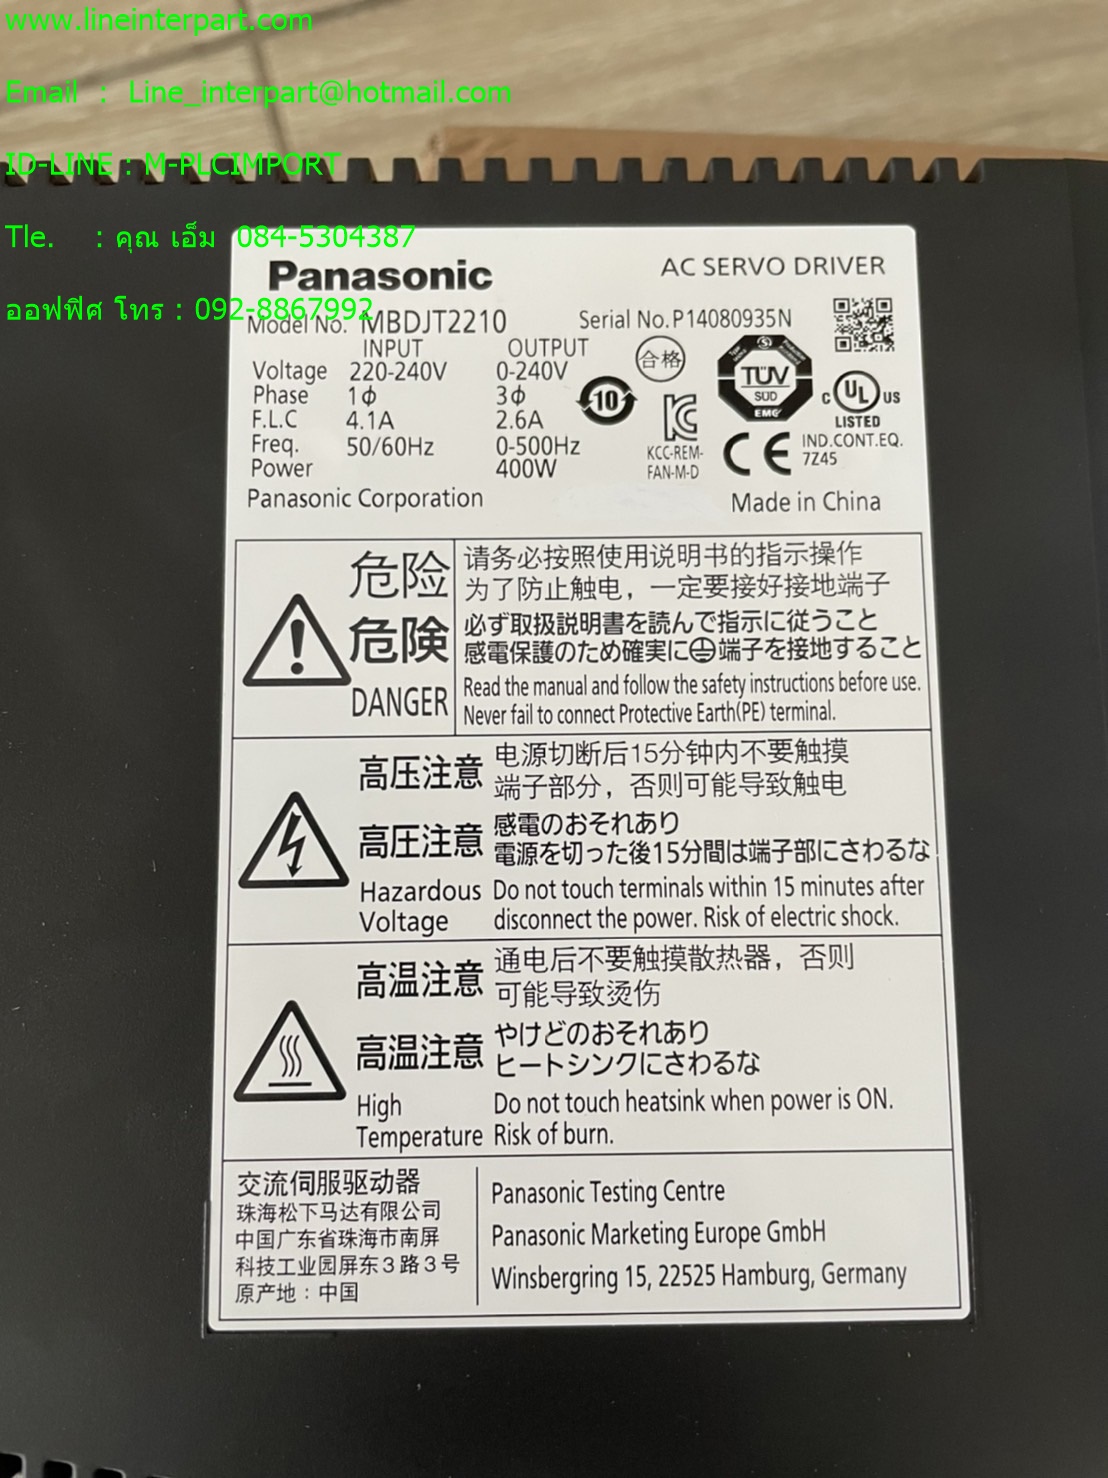 www.lineinterpart.com
Email : Line_interpart@hotmail.com
ID-LINE : M-PLCIMPORT
Tle. : คุณ เอ็ม 084-5304387
ออฟฟิศ โทร : 092-8867992
Panasonic AC SERVO DRIVER
Model No. MBDJT2210 Serial No. P14080935N
INPUT OUTPUT
Voltage 220-240V 0-240V
Phase 1ϕ 3ϕ
F.L.C 4.1A 2.6A
Freq. 50/60Hz 0-500Hz
Power 400W
合格
10
KCC-REM-
FAN-M-D
TÜV
SÜD
EMC
C UL US
LISTED
IND.CONT.EQ.
7Z45
CE
Panasonic Corporation Made in China
危险
危険
DANGER
请务必按照使用说明书的指示操作
为了防止触电，一定要接好接地端子
必ず取扱説明書を読んで指示に従うこと
感電保護のため確実に⏚端子を接地すること
Read the manual and follow the safety instructions before use.
Never fail to connect Protective Earth(PE) terminal.
高压注意
电源切断后15分钟内不要触摸
端子部分，否则可能导致触电
高圧注意
感電のおそれあり
電源を切った後15分間は端子部にさわるな
Hazardous
Voltage
Do not touch terminals within 15 minutes after
disconnect the power. Risk of electric shock.
高温注意
通电后不要触摸散热器，否则
可能导致烫伤
高温注意
やけどのおそれあり
ヒートシンクにさわるな
High
Temperature
Do not touch heatsink when power is ON.
Risk of burn.
交流伺服驱动器
珠海松下马达有限公司
中国广东省珠海市南屏
科技工业园屏东3路3号
原产地：中国
Panasonic Testing Centre
Panasonic Marketing Europe GmbH
Winsbergring 15, 22525 Hamburg, Germany